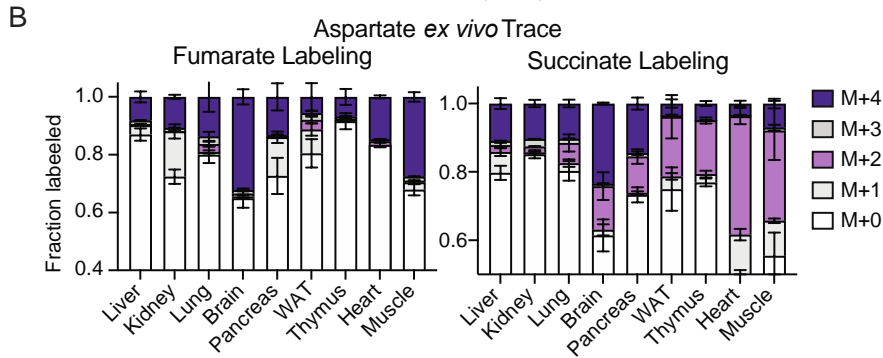 B
Aspartate ex vivo Trace
Fumarate Labeling
Succinate Labeling
Fraction labeeled
1.0
0.8
0.6
0.4
Liver
Kidney
Lung
Brain
Pancreas
WAT
Thymus
Heart
Muscle
1.0
0.8
0.6
Liver
Kidney
Lung
Brain
Pancreas
WAT
Thymus
Heart
Muscle
M+4
M+3
M+2
M+1
M+0